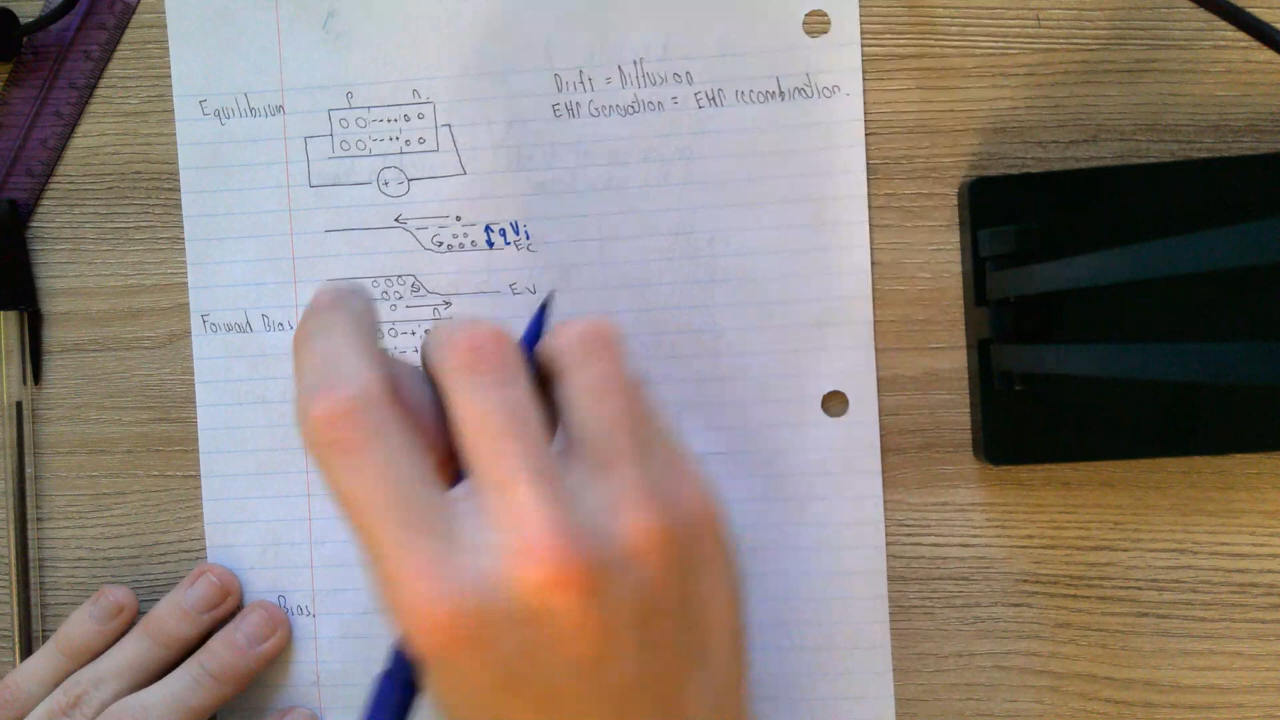 Drift = Diffusion
EHP Generation = EHP recombination.
Equilibrium
p n.
+ -
qVi
G
Ec
Ev
n
Forward Bias
Bias.